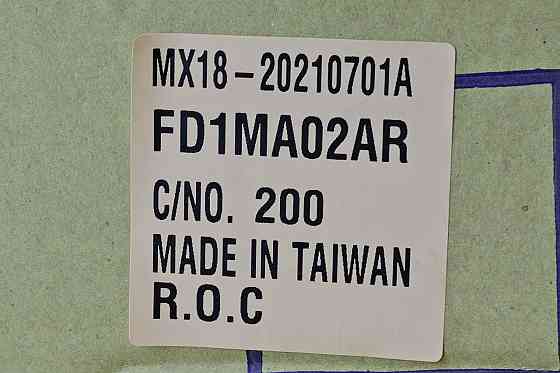 MX18-20210701A
FD1MA02AR
C/NO. 200
MADE IN TAIWAN
R.O.C